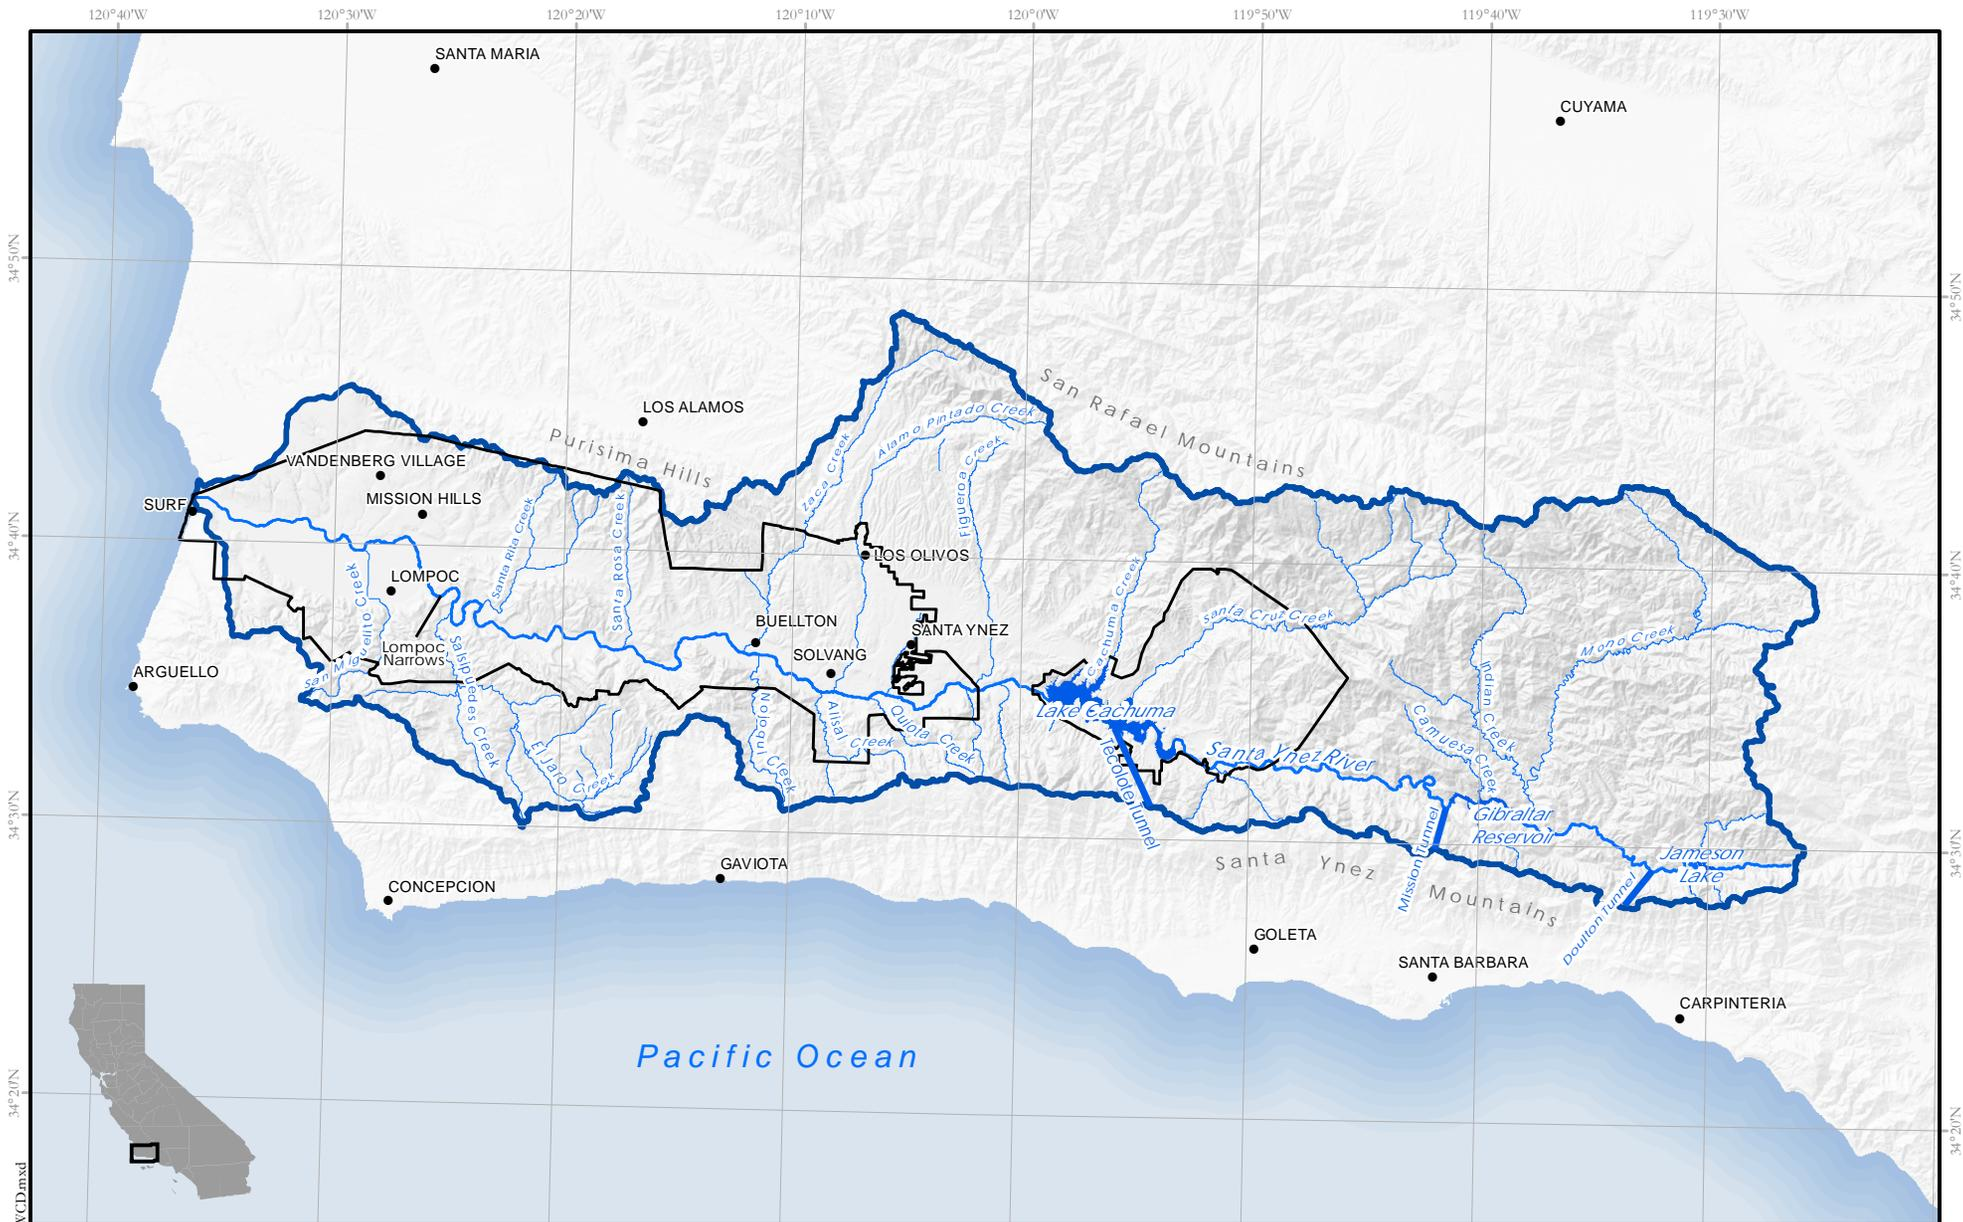 120°40'W
120°30'W
120°20'W
120°10'W
120°0'W
119°50'W
119°40'W
119°30'W
SANTA MARIA
CUYAMA
34°50'N
34°50'N
San Rafael Mountains
LOS ALAMOS
Purisima Hills
Zaca Creek
Alamo Pintado Creek
Figueroa Creek
VANDENBERG VILLAGE
MISSION HILLS
SURF
Santa Rita Creek
Santa Rosa Creek
34°40'N
34°40'N
LOS OLIVOS
LOMPOC
Cachuma Creek
Santa Cruz Creek
BUELLTON
SANTA YNEZ
SOLVANG
Lompoc
Narrows
San Miguelito Creek
Salsipuedes Creek
Mono Creek
Indian Creek
Camuesa Creek
ARGUELLO
El Jaro
Creek
Nojoqui
Creek
Alisal
Creek
Quiota
Creek
Lake Cachuma
Santa Ynez River
Tecolote Tunnel
Mission Tunnel
Gibraltar
Reservoir
Jameson
Lake
Doulton Tunnel
34°30'N
34°30'N
Santa Ynez Mountains
GAVIOTA
CONCEPCION
GOLETA
SANTA BARBARA
CARPINTERIA
Pacific Ocean
34°20'N
34°20'N
CD.mxd